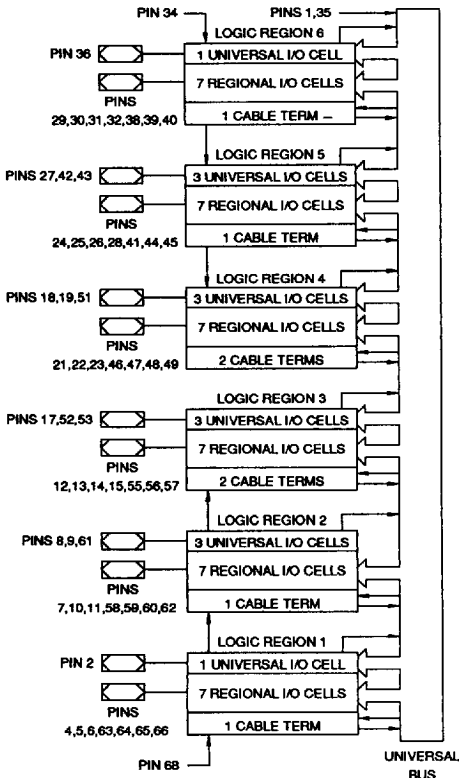 PIN 34
PINS 1,35
LOGIC REGION 6
PIN 36
1 UNIVERSAL I/O CELL
7 REGIONAL I/O CELLS
PINS
29,30,31,32,38,39,40
1 CABLE TERM –
LOGIC REGION 5
PINS 27,42,43
3 UNIVERSAL I/O CELLS
7 REGIONAL I/O CELLS
PINS
24,25,26,28,41,44,45
1 CABLE TERM
LOGIC REGION 4
PINS 18,19,51
3 UNIVERSAL I/O CELLS
7 REGIONAL I/O CELLS
PINS
21,22,23,46,47,48,49
2 CABLE TERMS
LOGIC REGION 3
PINS 17,52,53
3 UNIVERSAL I/O CELLS
7 REGIONAL I/O CELLS
PINS
12,13,14,15,55,56,57
2 CABLE TERMS
LOGIC REGION 2
PINS 8,9,61
3 UNIVERSAL I/O CELLS
7 REGIONAL I/O CELLS
PINS
7,10,11,58,59,60,62
1 CABLE TERM
LOGIC REGION 1
PIN 2
1 UNIVERSAL I/O CELL
7 REGIONAL I/O CELLS
PINS
4,5,6,63,64,65,66
1 CABLE TERM
PIN 68
UNIVERSAL
BUS